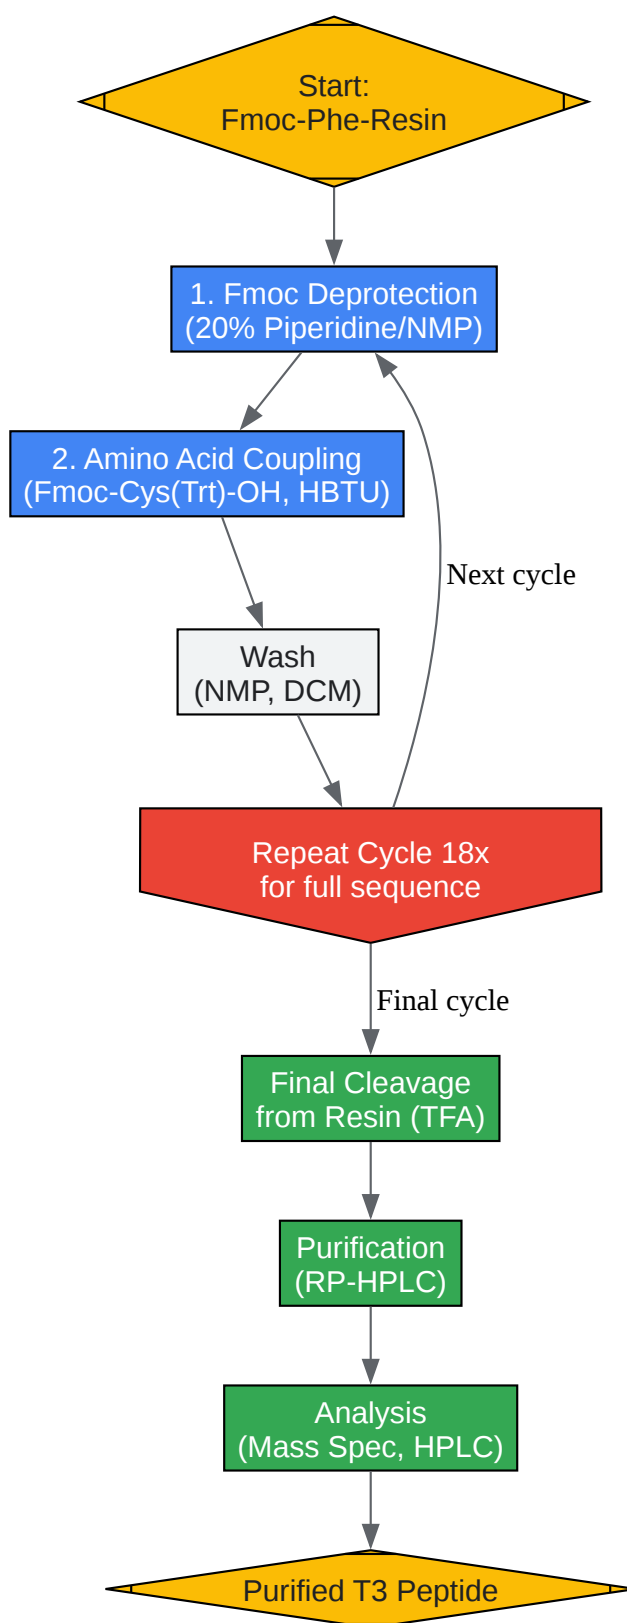 Start:
Fmoc-Phe-Resin
1. Fmoc Deprotection
(20% Piperidine/NMP)
2. Amino Acid Coupling
(Fmoc-Cys(Trt)-OH, HBTU)
Next cycle
Wash
(NMP, DCM)
Repeat Cycle 18x
for full sequence
Final cycle
Final Cleavage
from Resin (TFA)
Purification
(RP-HPLC)
Analysis
(Mass Spec, HPLC)
Purified T3 Peptide